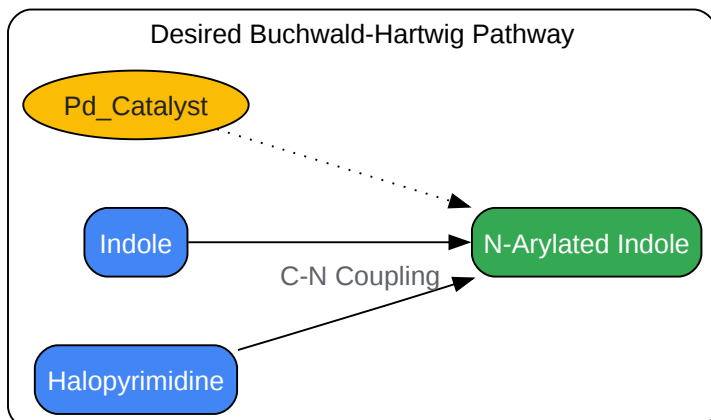 Desired Buchwald-Hartwig Pathway
Pd_Catalyst
Indole
N-Arylated Indole
C-N Coupling
Halopyrimidine